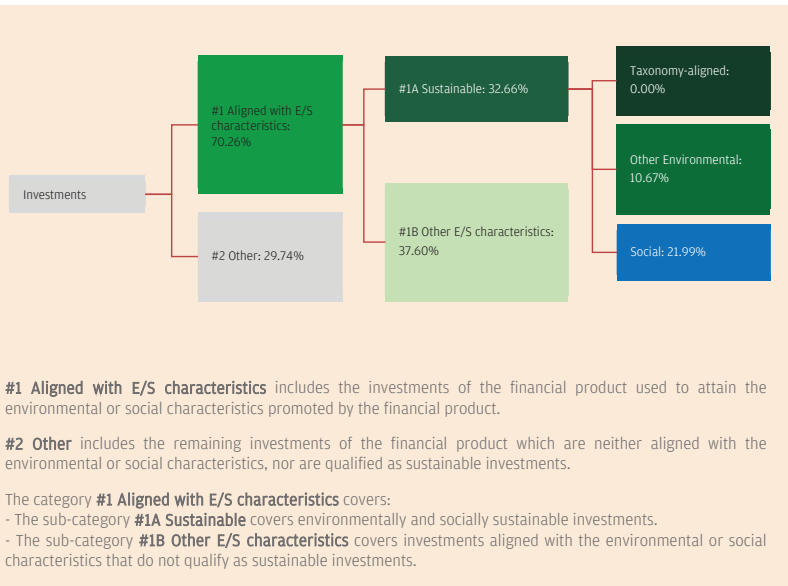 Investments
#1 Aligned with E/S
characteristics:
70.26%
#2 Other: 29.74%
#1A Sustainable: 32.66%
#1B Other E/S characteristics:
37.60%
Taxonomy-aligned:
0.00%
Other Environmental:
10.67%
Social: 21.99%
#1 Aligned with E/S characteristics includes the investments of the financial product used to attain the
environmental or social characteristics promoted by the financial product.
#2 Other includes the remaining investments of the financial product which are neither aligned with the
environmental or social characteristics, nor are qualified as sustainable investments.
The category #1 Aligned with E/S characteristics covers:
- The sub-category #1A Sustainable covers environmentally and socially sustainable investments.
- The sub-category #1B Other E/S characteristics covers investments aligned with the environmental or social
characteristics that do not qualify as sustainable investments.